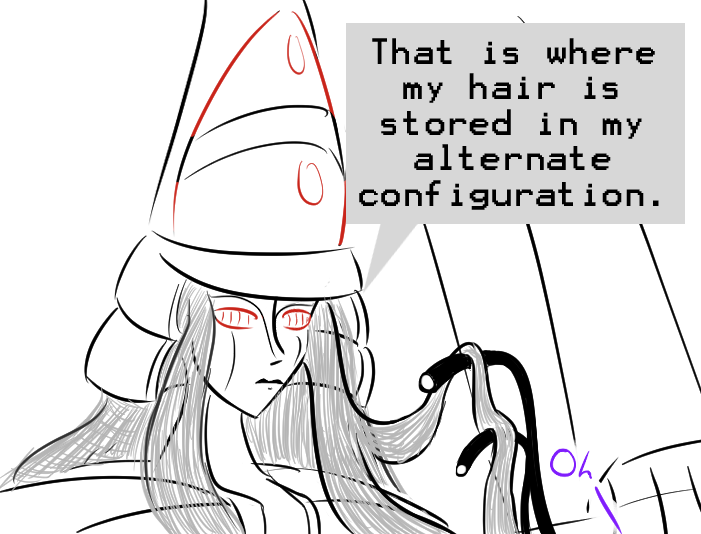 That is where
my hair is
stored in my
alternate
configuration.
Oh